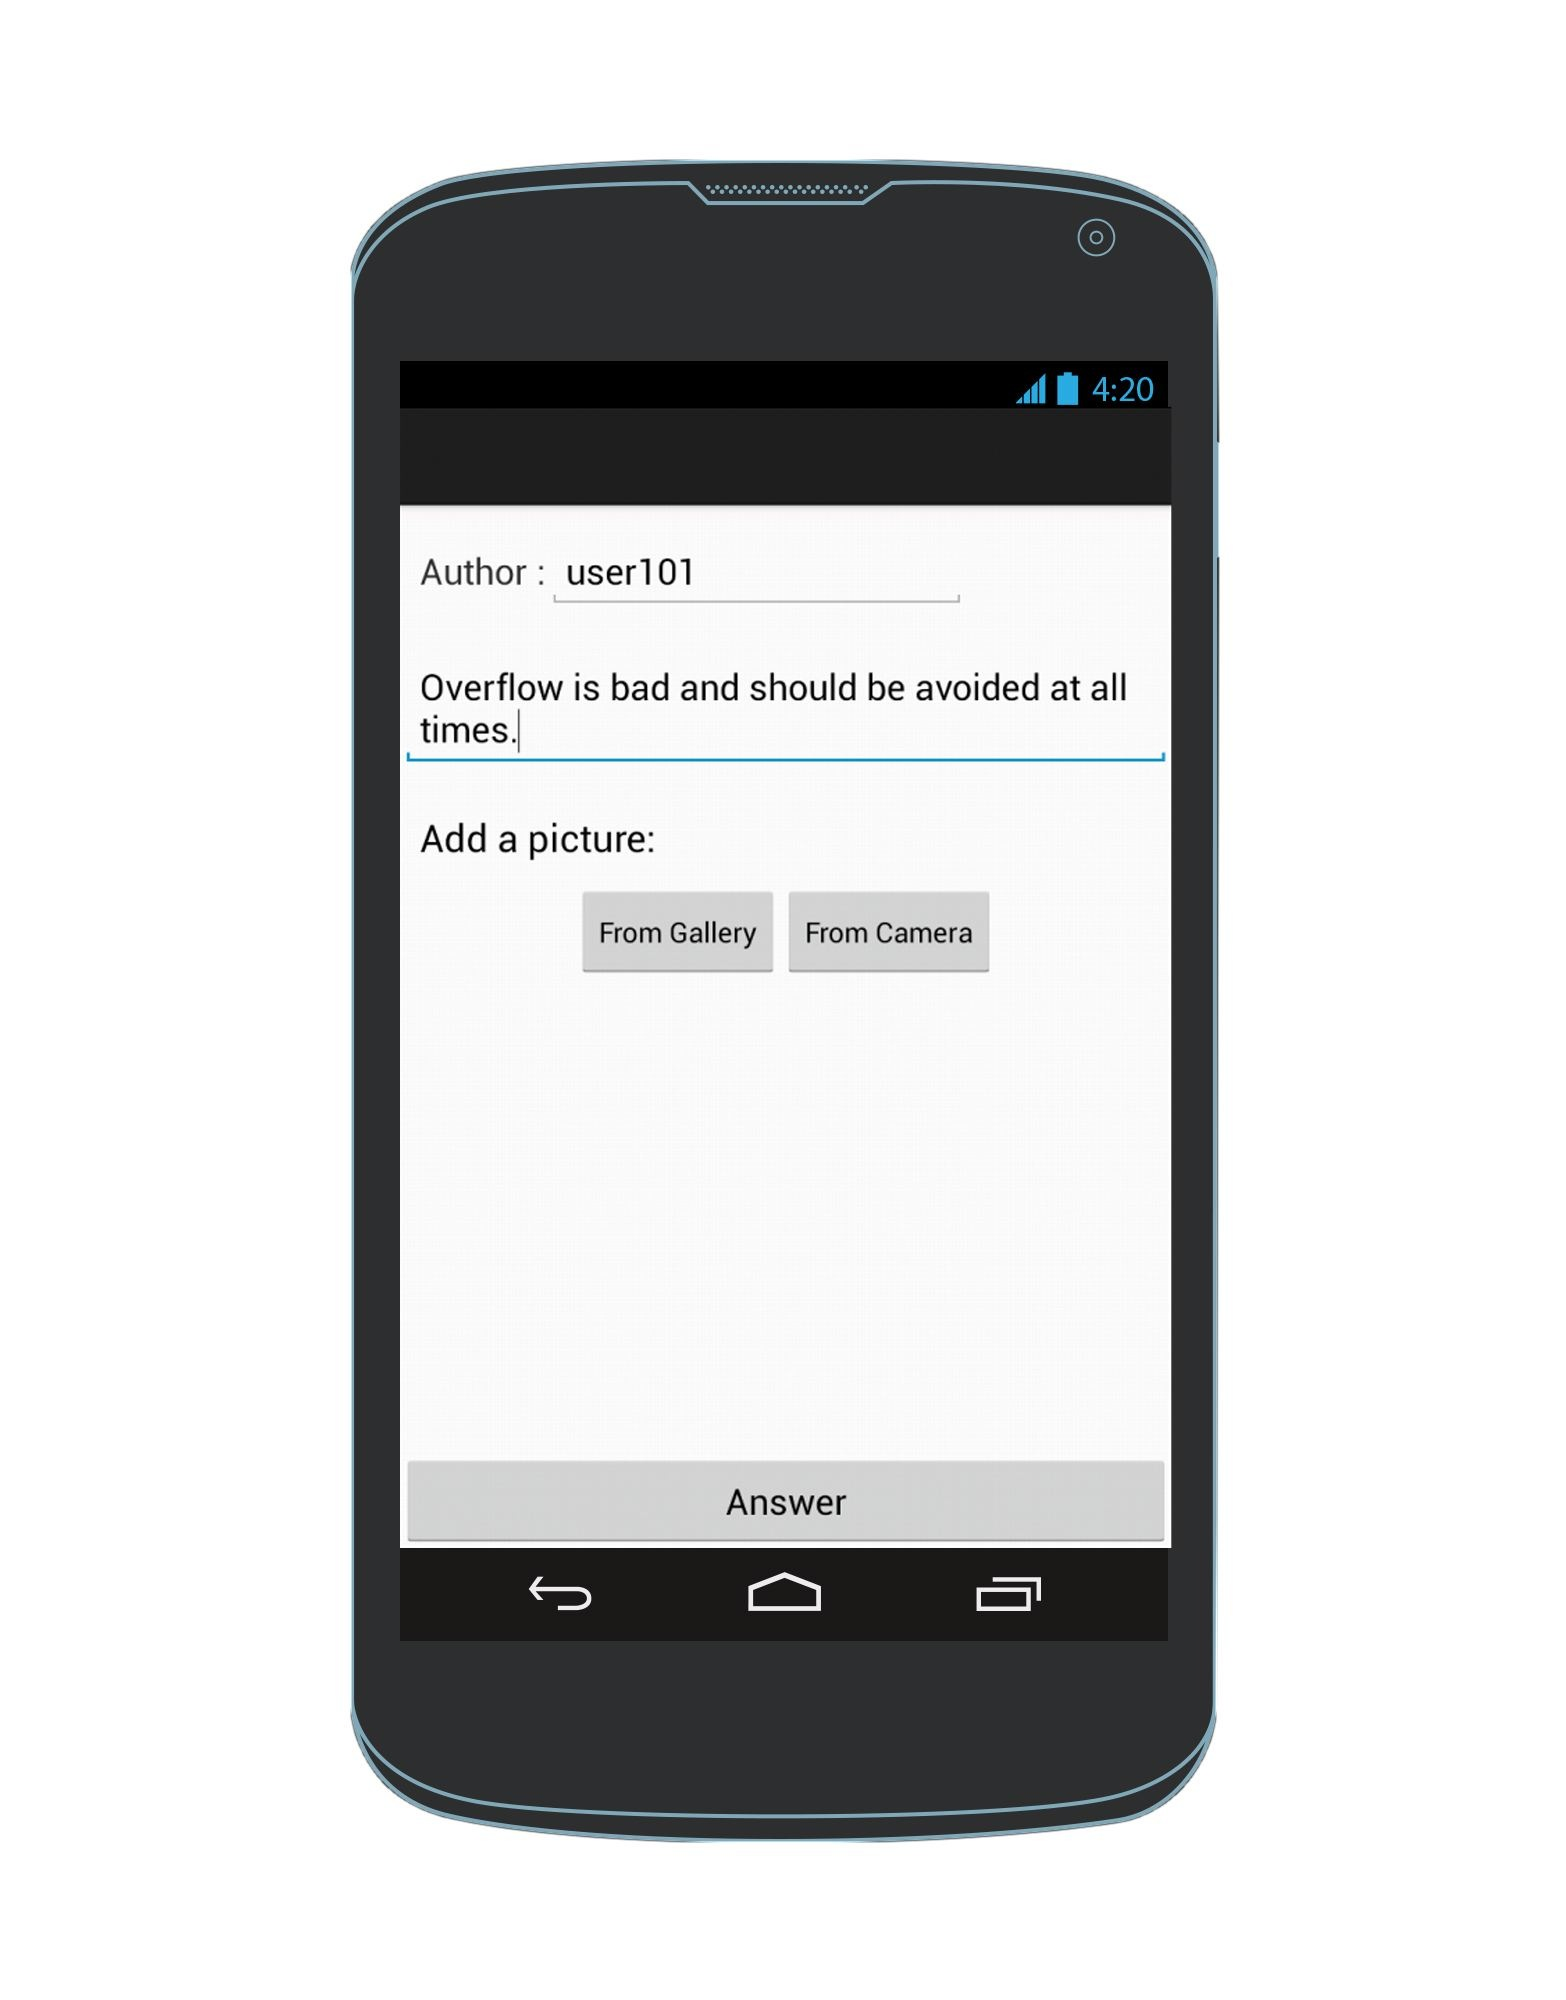 4:20
Author : user101
Overflow is bad and should be avoided at all
times.
Add a picture:
From Gallery From Camera
Answer